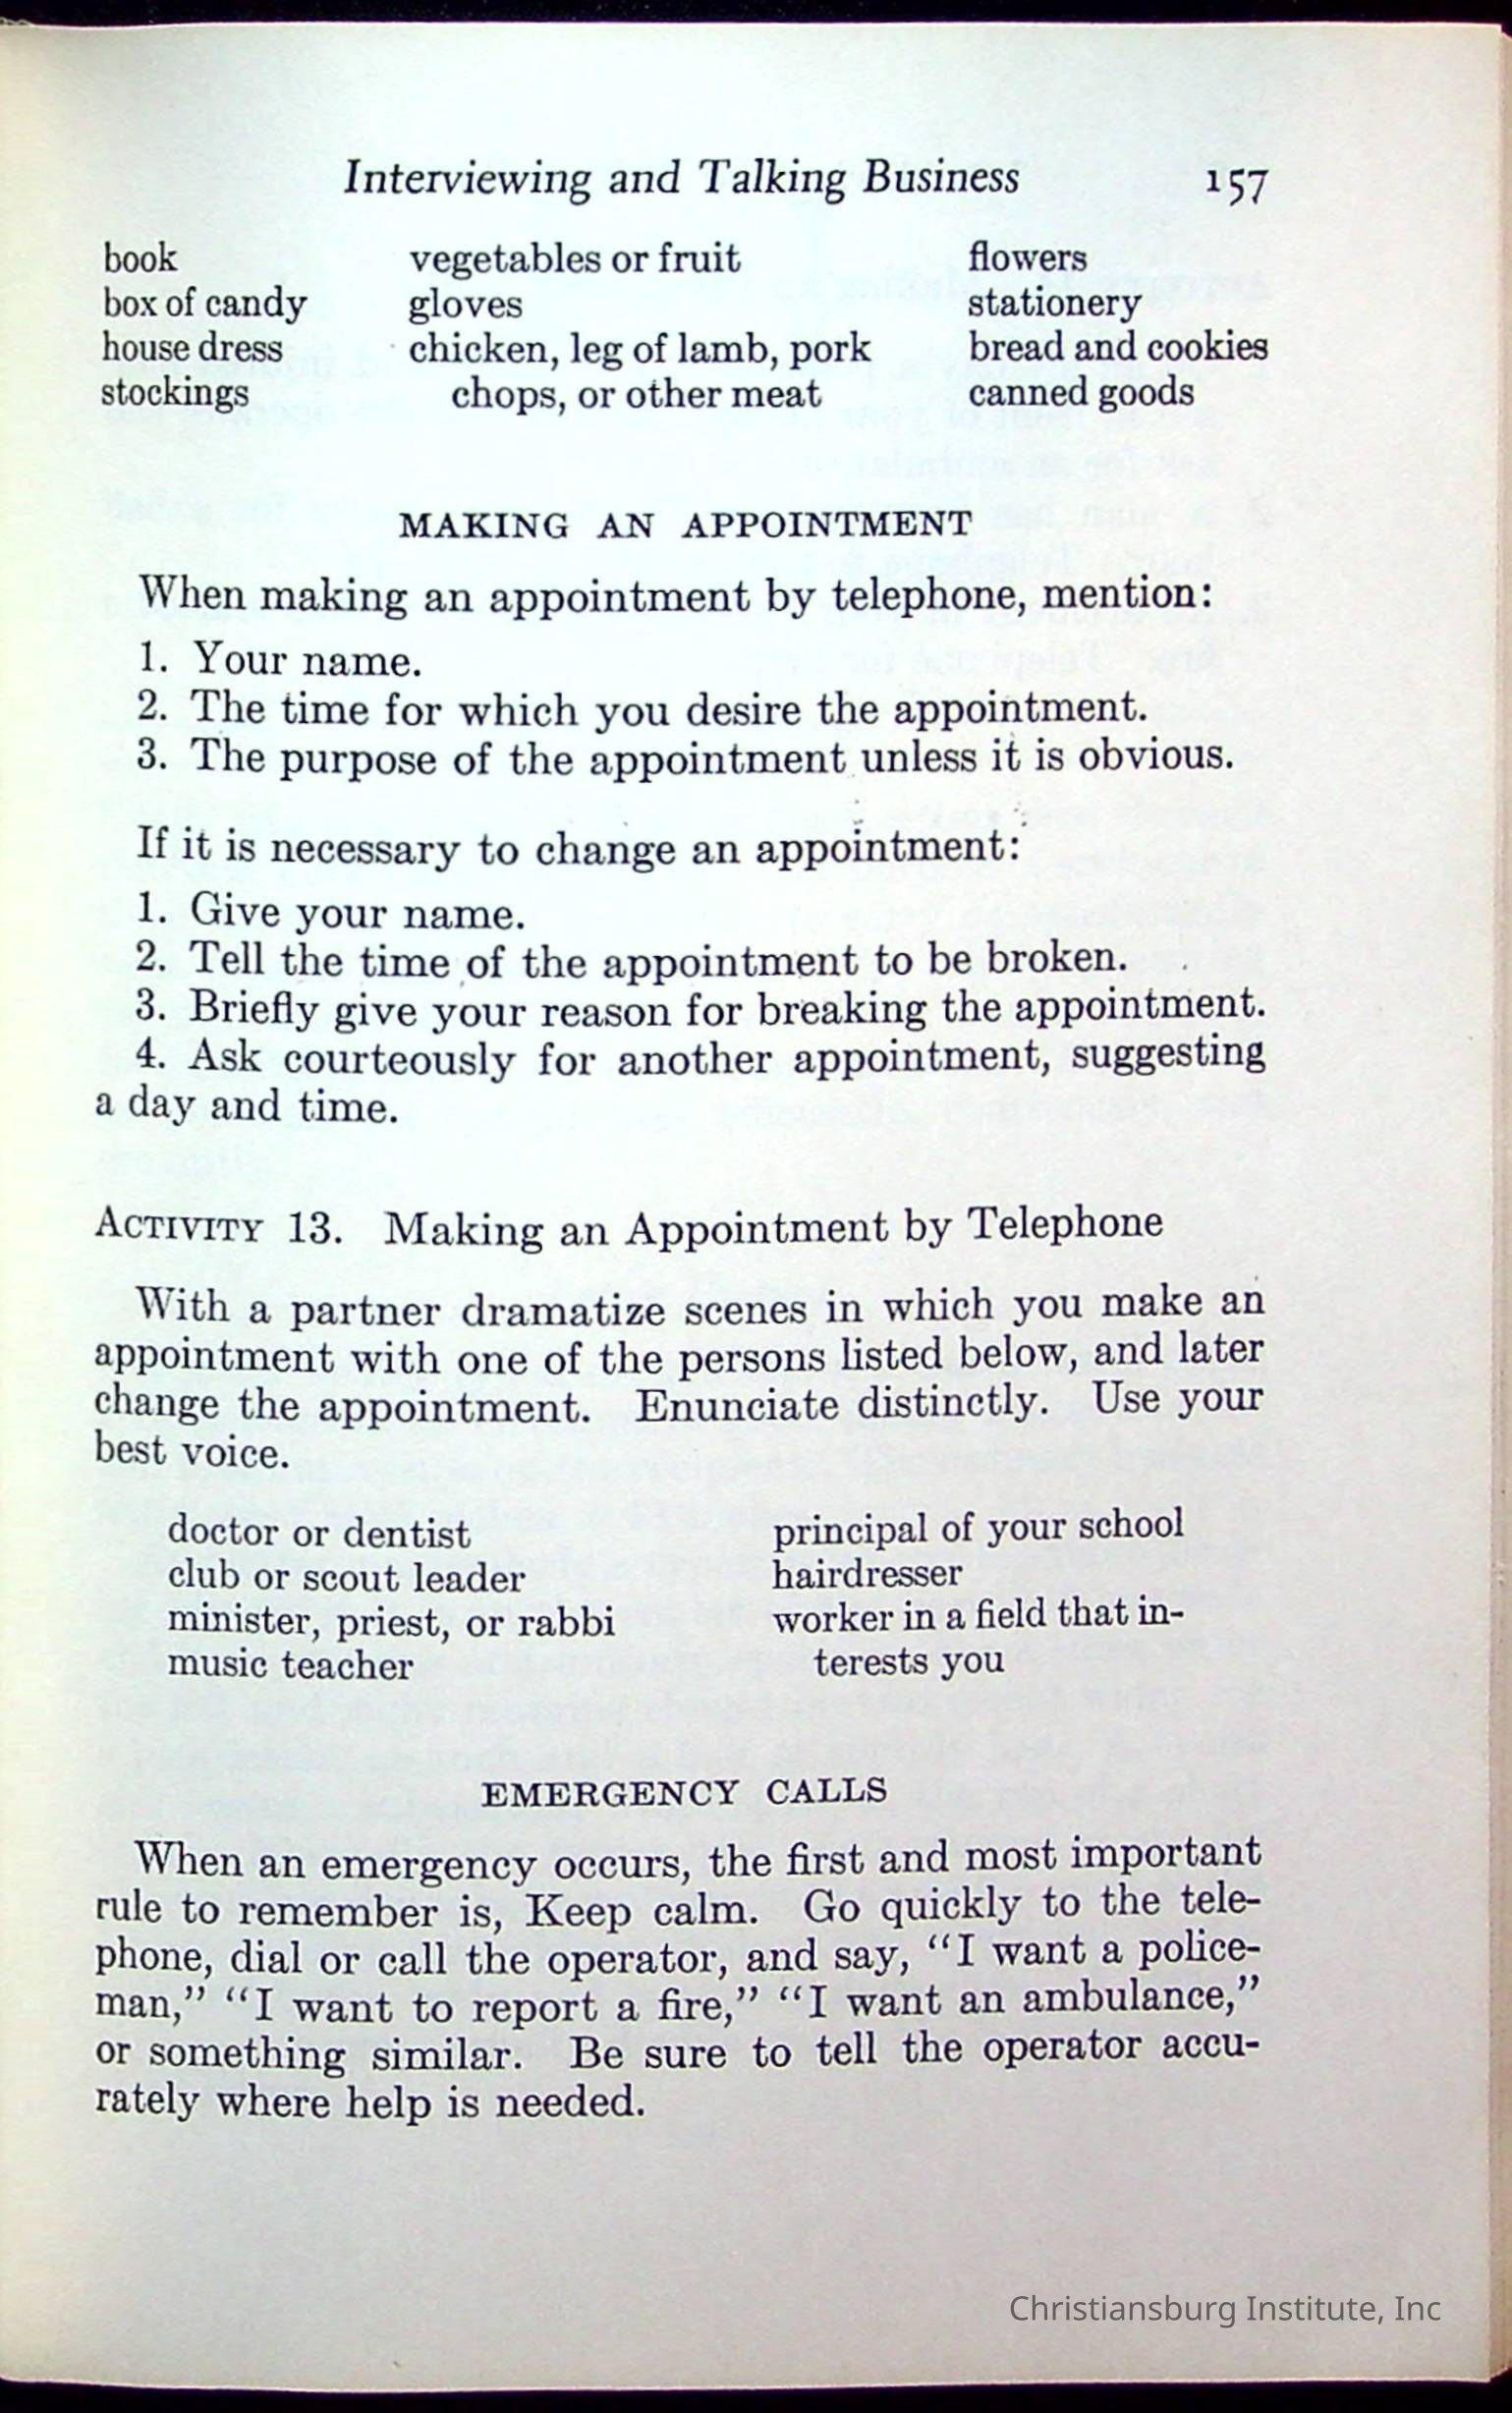 Interviewing and Talking Business 157
book vegetables or fruit flowers
box of candy gloves stationery
house dress chicken, leg of lamb, pork bread and cookies
stockings chops, or other meat canned goods
MAKING AN APPOINTMENT
When making an appointment by telephone, mention:
1. Your name.
2. The time for which you desire the appointment.
3. The purpose of the appointment unless it is obvious.
If it is necessary to change an appointment:
1. Give your name.
2. Tell the time of the appointment to be broken.
3. Briefly give your reason for breaking the appointment.
4. Ask courteously for another appointment, suggesting
a day and time.
ACTIVITY 13. Making an Appointment by Telephone
With a partner dramatize scenes in which you make an
appointment with one of the persons listed below, and later
change the appointment. Enunciate distinctly. Use your
best voice.
doctor or dentist principal of your school
club or scout leader hairdresser
minister, priest, or rabbi worker in a field that in-
music teacher terests you
EMERGENCY CALLS
When an emergency occurs, the first and most important
rule to remember is, Keep calm. Go quickly to the tele-
phone, dial or call the operator, and say, “I want a police-
man,” “I want to report a fire,” “I want an ambulance,”
or something similar. Be sure to tell the operator accu-
rately where help is needed.
Christiansburg Institute, Inc